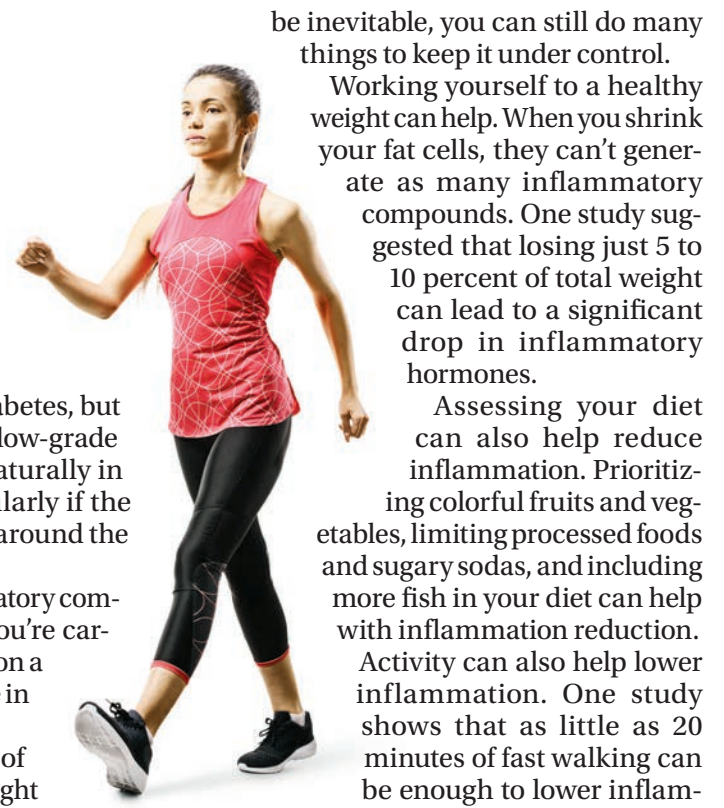 abetes, but
low-grade
aturally in
larly if the
around the
atory com-
ou're car-
on a
in
of
ght
be inevitable, you can still do many
things to keep it under control.
Working yourself to a healthy
weight can help. When you shrink
your fat cells, they can't gener-
ate as many inflammatory
compounds. One study sug-
gested that losing just 5 to
10 percent of total weight
can lead to a significant
drop in inflammatory
hormones.
Assessing your diet
can also help reduce
inflammation. Prioritiz-
ing colorful fruits and veg-
etables, limiting processed foods
and sugary sodas, and including
more fish in your diet can help
with inflammation reduction.
Activity can also help lower
inflammation. One study
shows that as little as 20
minutes of fast walking can
be enough to lower inflam-